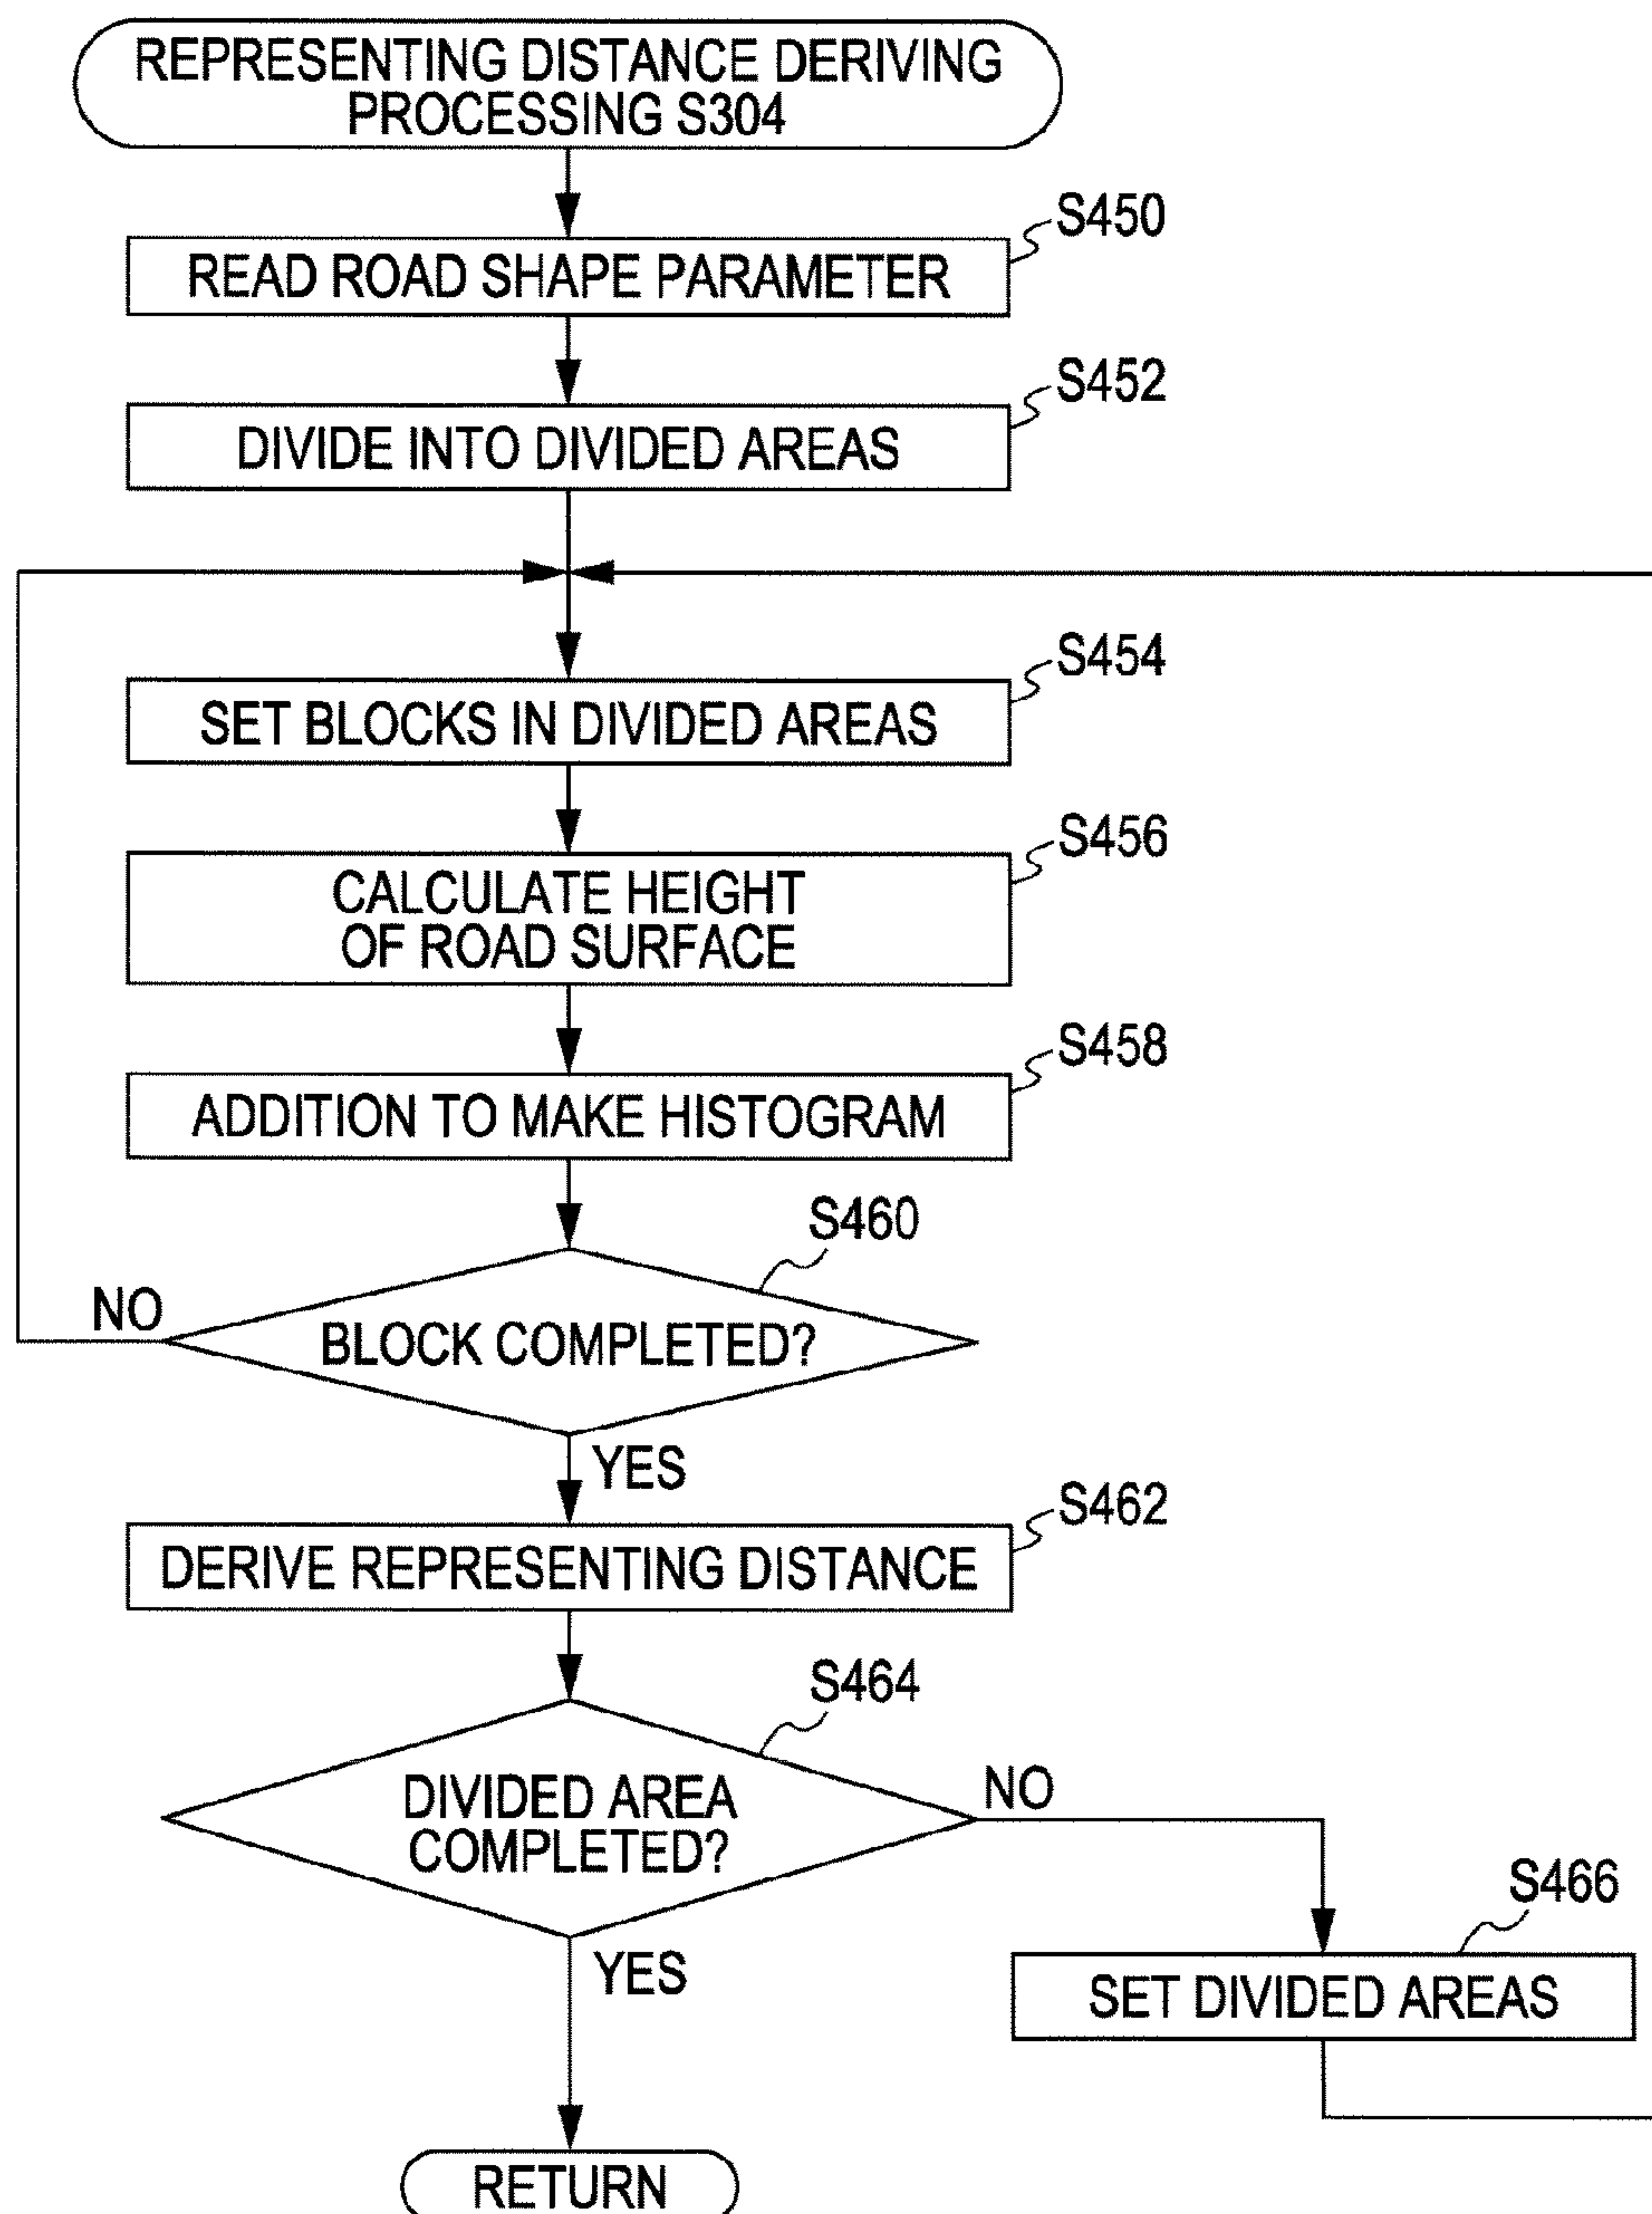 REPRESENTING DISTANCE DERIVING
PROCESSING S304
S450
READ ROAD SHAPE PARAMETER
S452
DIVIDE INTO DIVIDED AREAS
S454
SET BLOCKS IN DIVIDED AREAS
S456
CALCULATE HEIGHT
OF ROAD SURFACE
S458
ADDITION TO MAKE HISTOGRAM
S460
NO
BLOCK COMPLETED?
YES
S462
DERIVE REPRESENTING DISTANCE
S464
NO
DIVIDED AREA
COMPLETED?
S466
YES
SET DIVIDED AREAS
RETURN